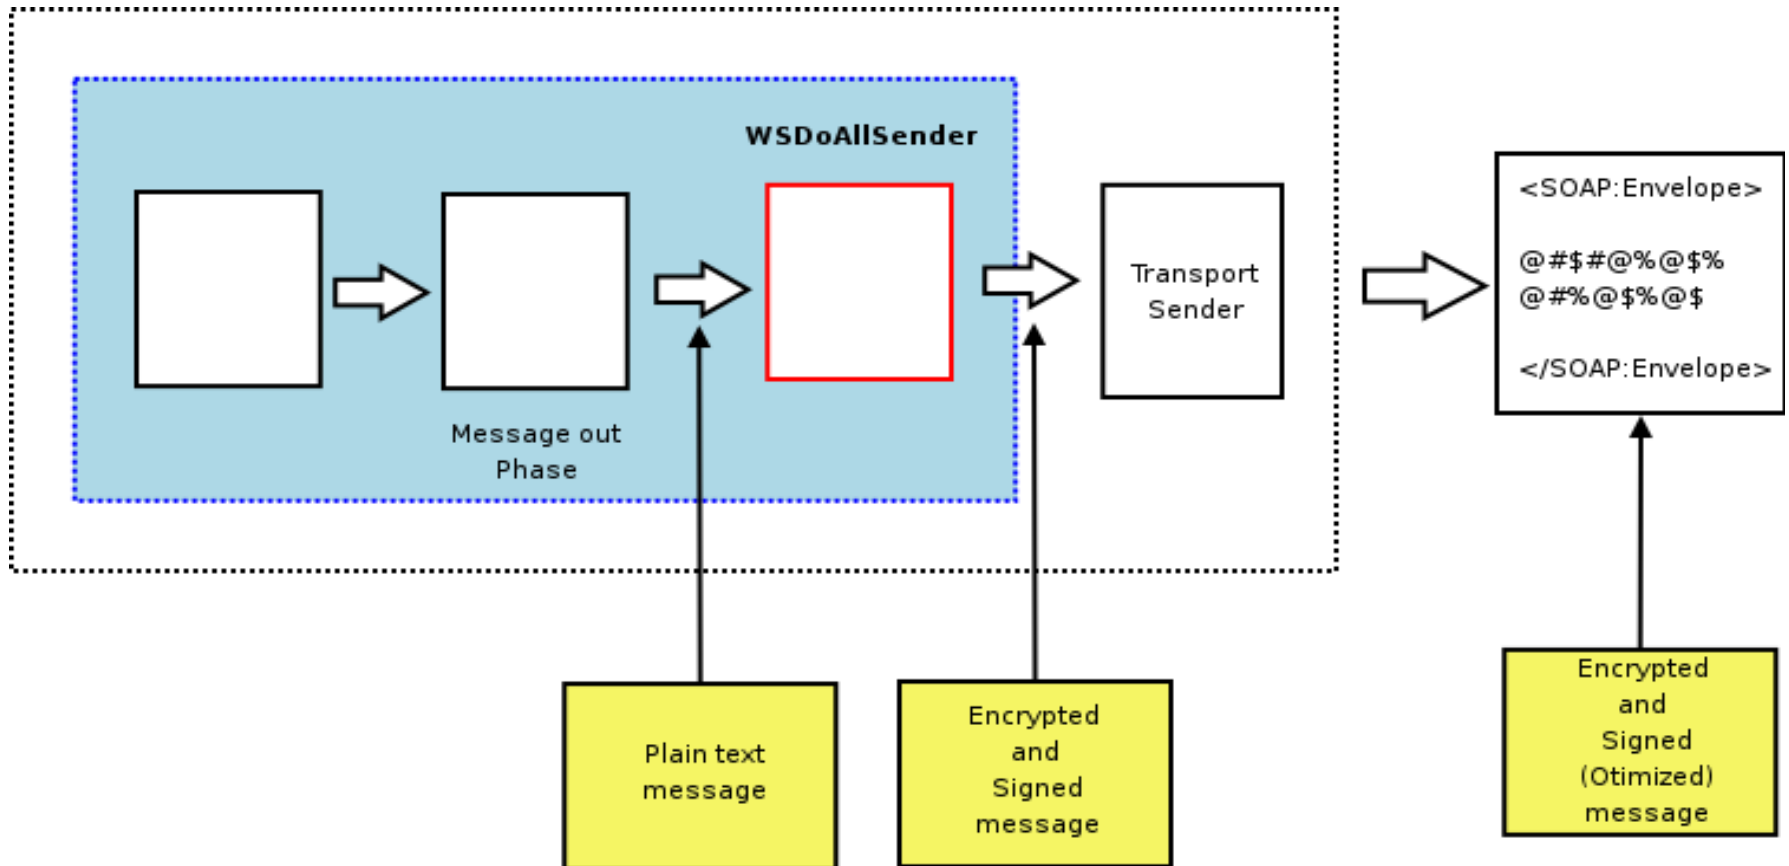 WSDoAllSender
Message out
Phase
Transport
Sender
<SOAP:Envelope>
@#$#@%@$%
@#%@$%@$
</SOAP:Envelope>
Plain text
message
Encrypted
and
Signed
message
Encrypted
and
Signed
(Otimized)
message